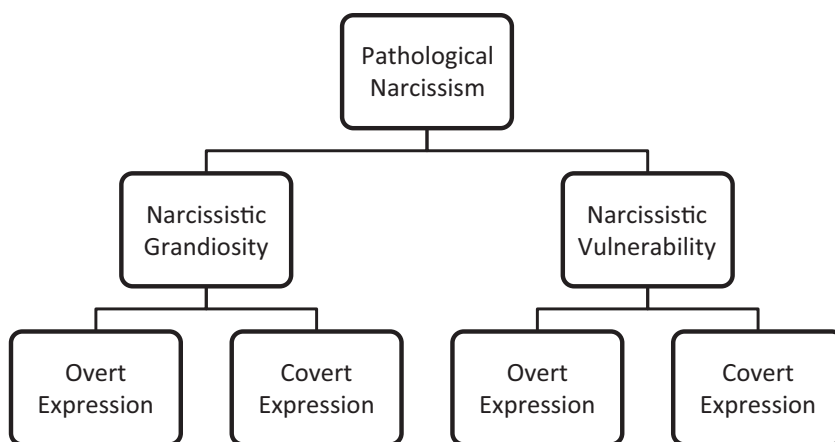 Pathological
Narcissism
Narcissistic
Grandiosity
Narcissistic
Vulnerability
Overt
Expression
Covert
Expression
Overt
Expression
Covert
Expression